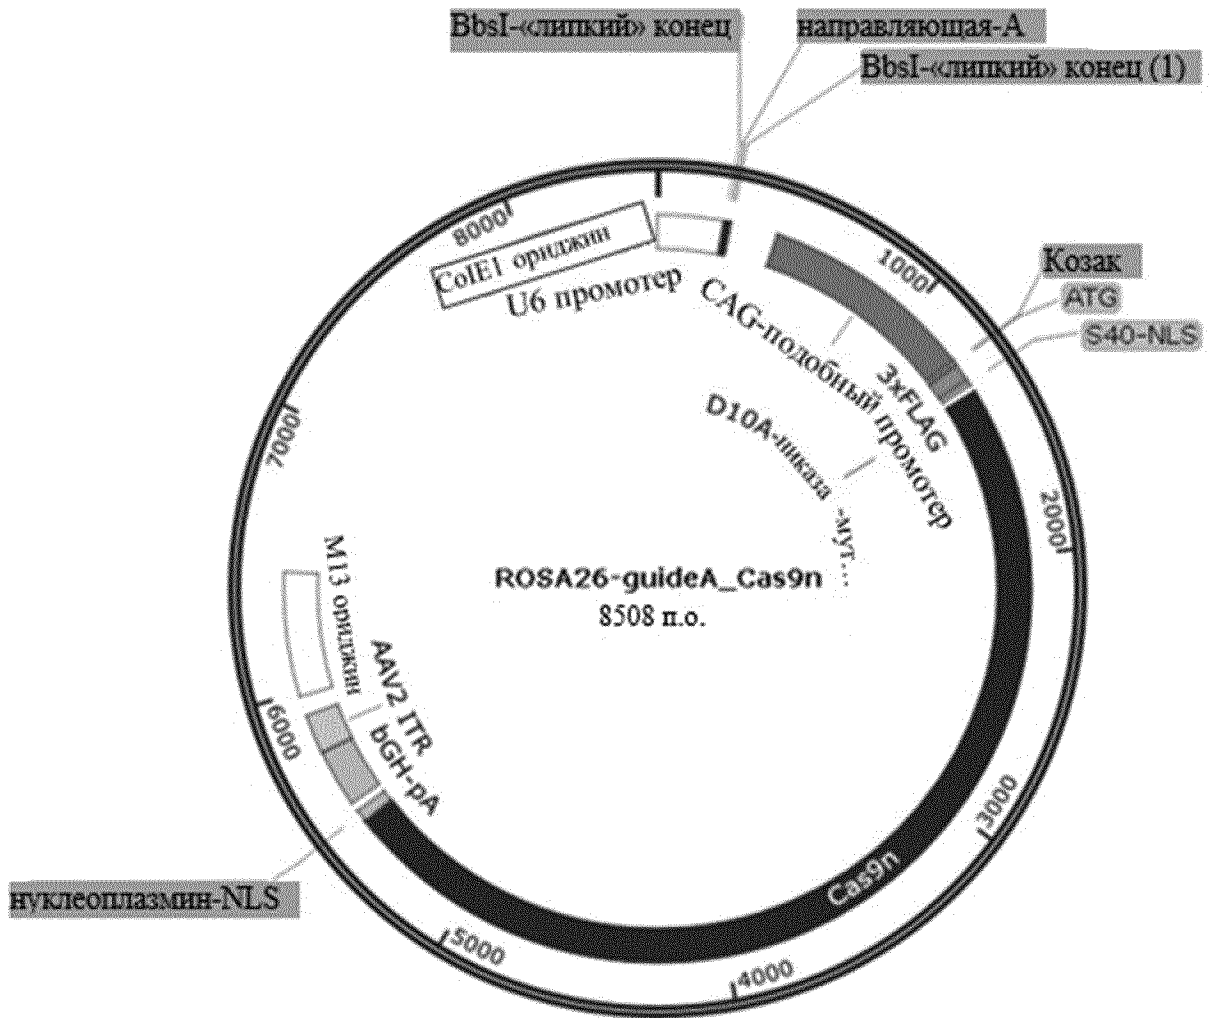 BbsI-«липкий» конец
направляющая-A
BbsI-«липкий» конец (1)
8000
CoIE1 ориджин
U6 промотер
CAG-подобный промотер
1000
Козак
ATG
S40-NLS
3xFLAG
D10A-никаза -мут...
7000
2000
ROSA26-guideA_Cas9n
8508 п.о.
M13 ориджин
AAV2 ITR
bGH-pA
6000
3000
Cas9n
нуклеоплазмин-NLS
5000
4000